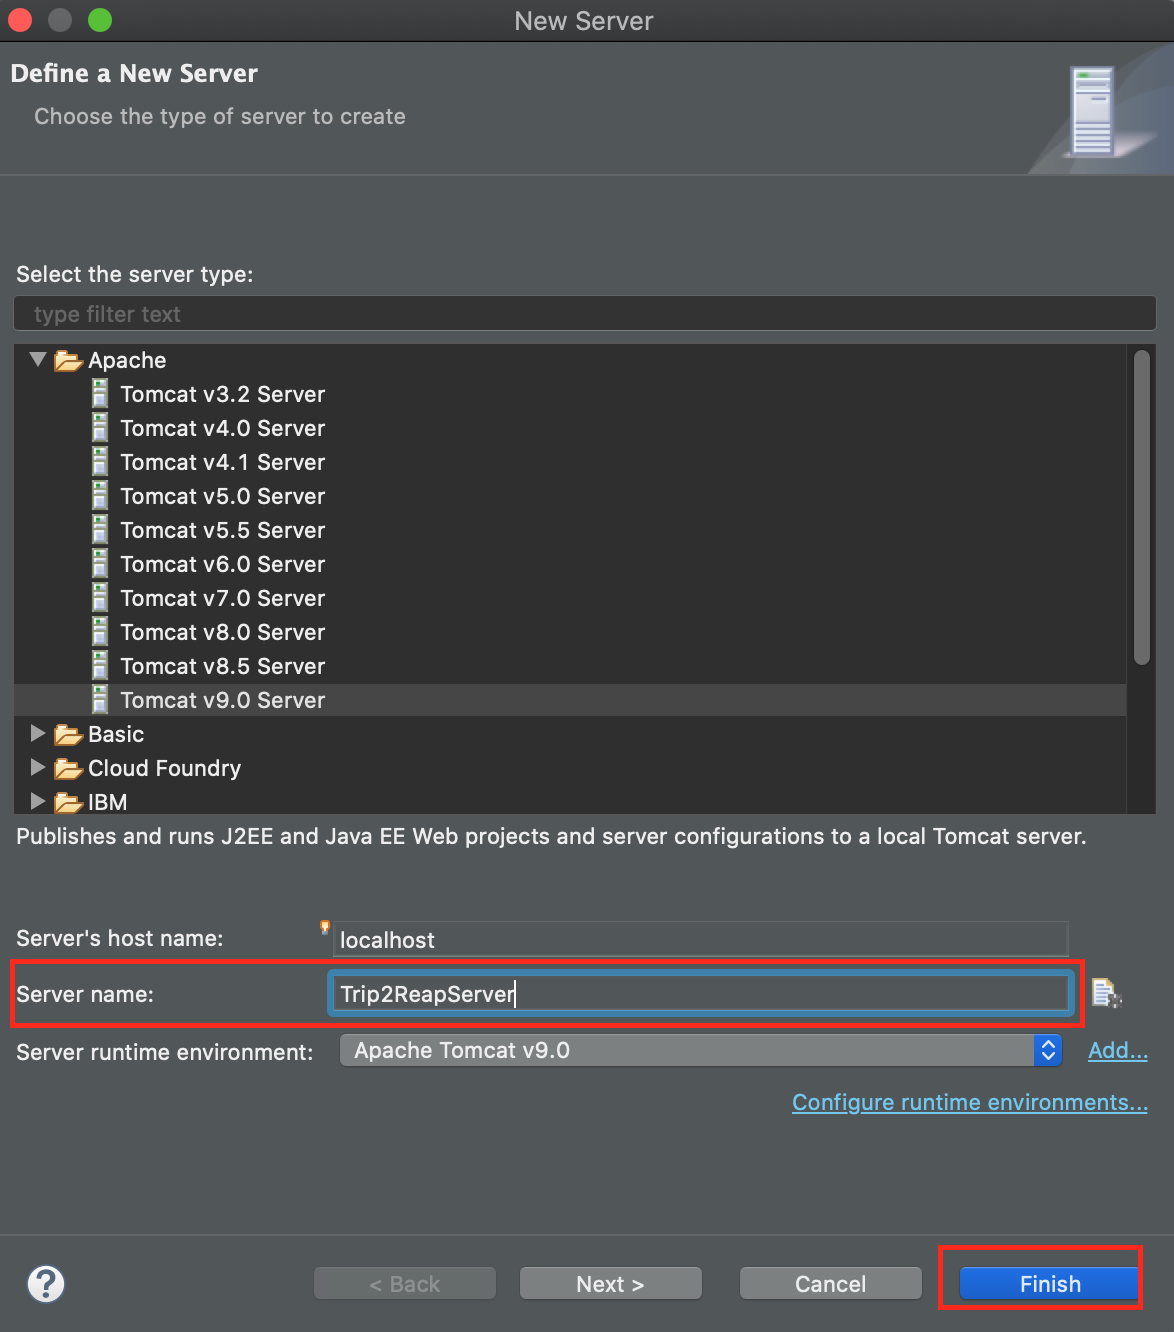 New Server
Define a New Server
Choose the type of server to create
Select the server type:
type filter text
Apache
Tomcat v3.2 Server
Tomcat v4.0 Server
Tomcat v4.1 Server
Tomcat v5.0 Server
Tomcat v5.5 Server
Tomcat v6.0 Server
Tomcat v7.0 Server
Tomcat v8.0 Server
Tomcat v8.5 Server
Tomcat v9.0 Server
Basic
Cloud Foundry
IBM
Publishes and runs J2EE and Java EE Web projects and server configurations to a local Tomcat server.
Server's host name: localhost
Server name: Trip2ReapServer
Server runtime environment: Apache Tomcat v9.0 Add...
Configure runtime environments...
? < Back Next > Cancel Finish